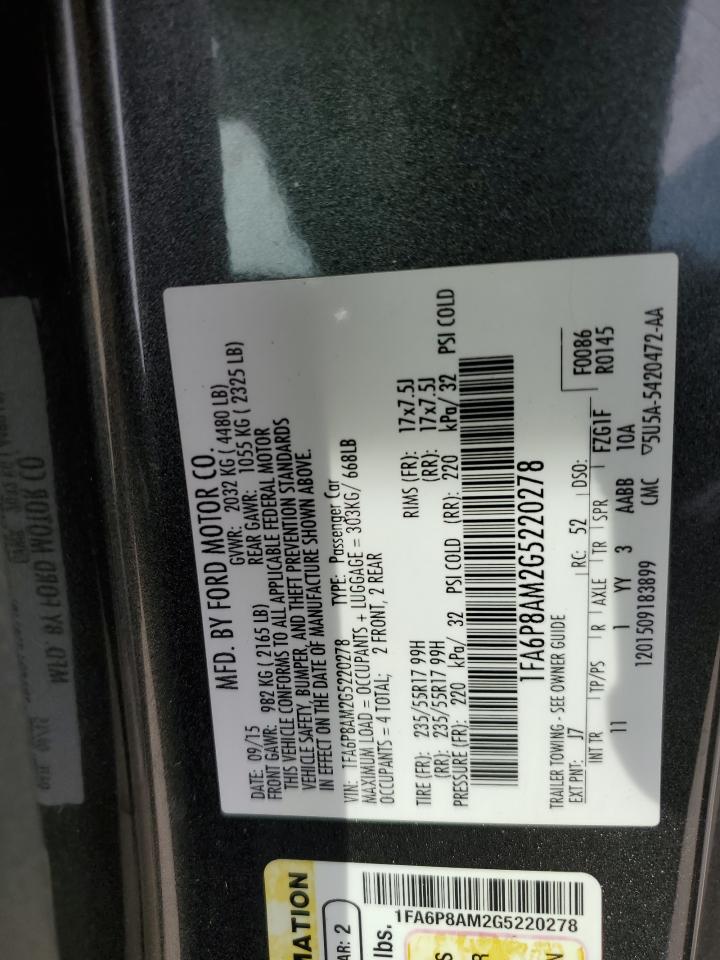 MFD. BY FORD MOTOR CO.
DATE: 09/15 GVWR: 2032 KG ( 4480 LB)
FRONT GAWR: 982 KG ( 2165 LB) REAR GAWR: 1055 KG ( 2325 LB)
THIS VEHICLE CONFORMS TO ALL APPLICABLE FEDERAL MOTOR
VEHICLE SAFETY, BUMPER, AND THEFT PREVENTION STANDARDS
IN EFFECT ON THE DATE OF MANUFACTURE SHOWN ABOVE.
VIN: 1FA6P8AM2G5220278 TYPE: Passenger Car
MAXIMUM LOAD = OCCUPANTS + LUGGAGE = 303KG/ 668LB
OCCUPANTS = 4 TOTAL; 2 FRONT, 2 REAR
TIRE (FR): 235/55R17 99H RIMS (FR): 17x7.5J
(RR): 235/55R17 99H (RR): 17x7.5J
PRESSURE (FR): 220 kPa/ 32 PSI COLD (RR): 220 kPa/ 32 PSI COLD
1FA6P8AM2G5220278
TRAILER TOWING - SEE OWNER GUIDE
EXT PNT: J7 RC: 52 DSO: F0086
INT TR TP/PS R AXLE TR SPR FZG1F R0145
11 1 YY 3 AABB 10A
1201509183899 CMC ▽5U5A-5420472-AA
MATION
AR: 2
lbs.
1FA6P8AM2G5220278